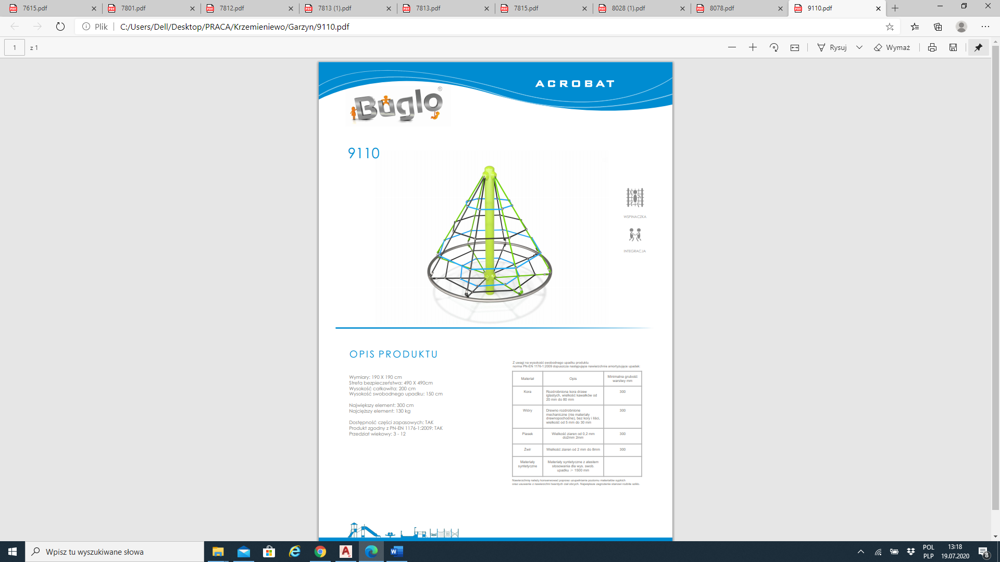 7615.pdf
7801.pdf
7812.pdf
7813 (1).pdf
7813.pdf
7815.pdf
8028 (1).pdf
8078.pdf
9110.pdf
Plik
C:/Users/Dell/Desktop/PRACA/Krzemieniewo/Garzyn/9110.pdf
1 z 1
Rysuj
Wymaż
ACROBAT
Buglo®
9110
WSPINACZKA
INTEGRACJA
OPIS PRODUKTU
Wymiary: 190 X 190 cm
Strefa bezpieczeństwa: 490 X 490cm
Wysokość całkowita: 200 cm
Wysokość swobodnego upadku: 150 cm
Największy element: 300 cm
Najcięższy element: 130 kg
Dostępność części zapasowych: TAK
Produkt zgodny z PN-EN 1176-1:2009: TAK
Przedział wiekowy: 3 - 12
Z uwagi na wysokość swobodnego upadku produktu
norma PN-EN 1176-1:2009 dopuszcza następujące nawierzchnie amortyzujące upadek:
Materiał Opis Minimalna grubość
warstwy mm
Kora Rozdrobniona kora drzew 300
iglastych, wielkość kawałków od
20 mm do 80 mm
Wióry Drewno rozdrobnione 300
mechaniczne (nie materiały
drewnopochodne), bez kory i liści,
wielkość od 5 mm do 30 mm
Piasek Wielkość ziaren od 0,2 mm 300
do2mm 2mm
Żwir Wielkość ziaren od 2 mm do 8mm 300
Materiały Materiały syntetyczne z atestem
syntetyczne stosowania dla wys. swob.
upadku ⩾ 1500 mm
Nawierzchnię należy konserwować poprzez uzupełnianie poziomu materiałów sypkich
oraz usuwanie z nawierzchni twardych ciał obcych. Największe zagrożenie stanowi rozbite szkło.
Wpisz tu wyszukiwane słowa
POL
PLP
13:18
19.07.2020
8